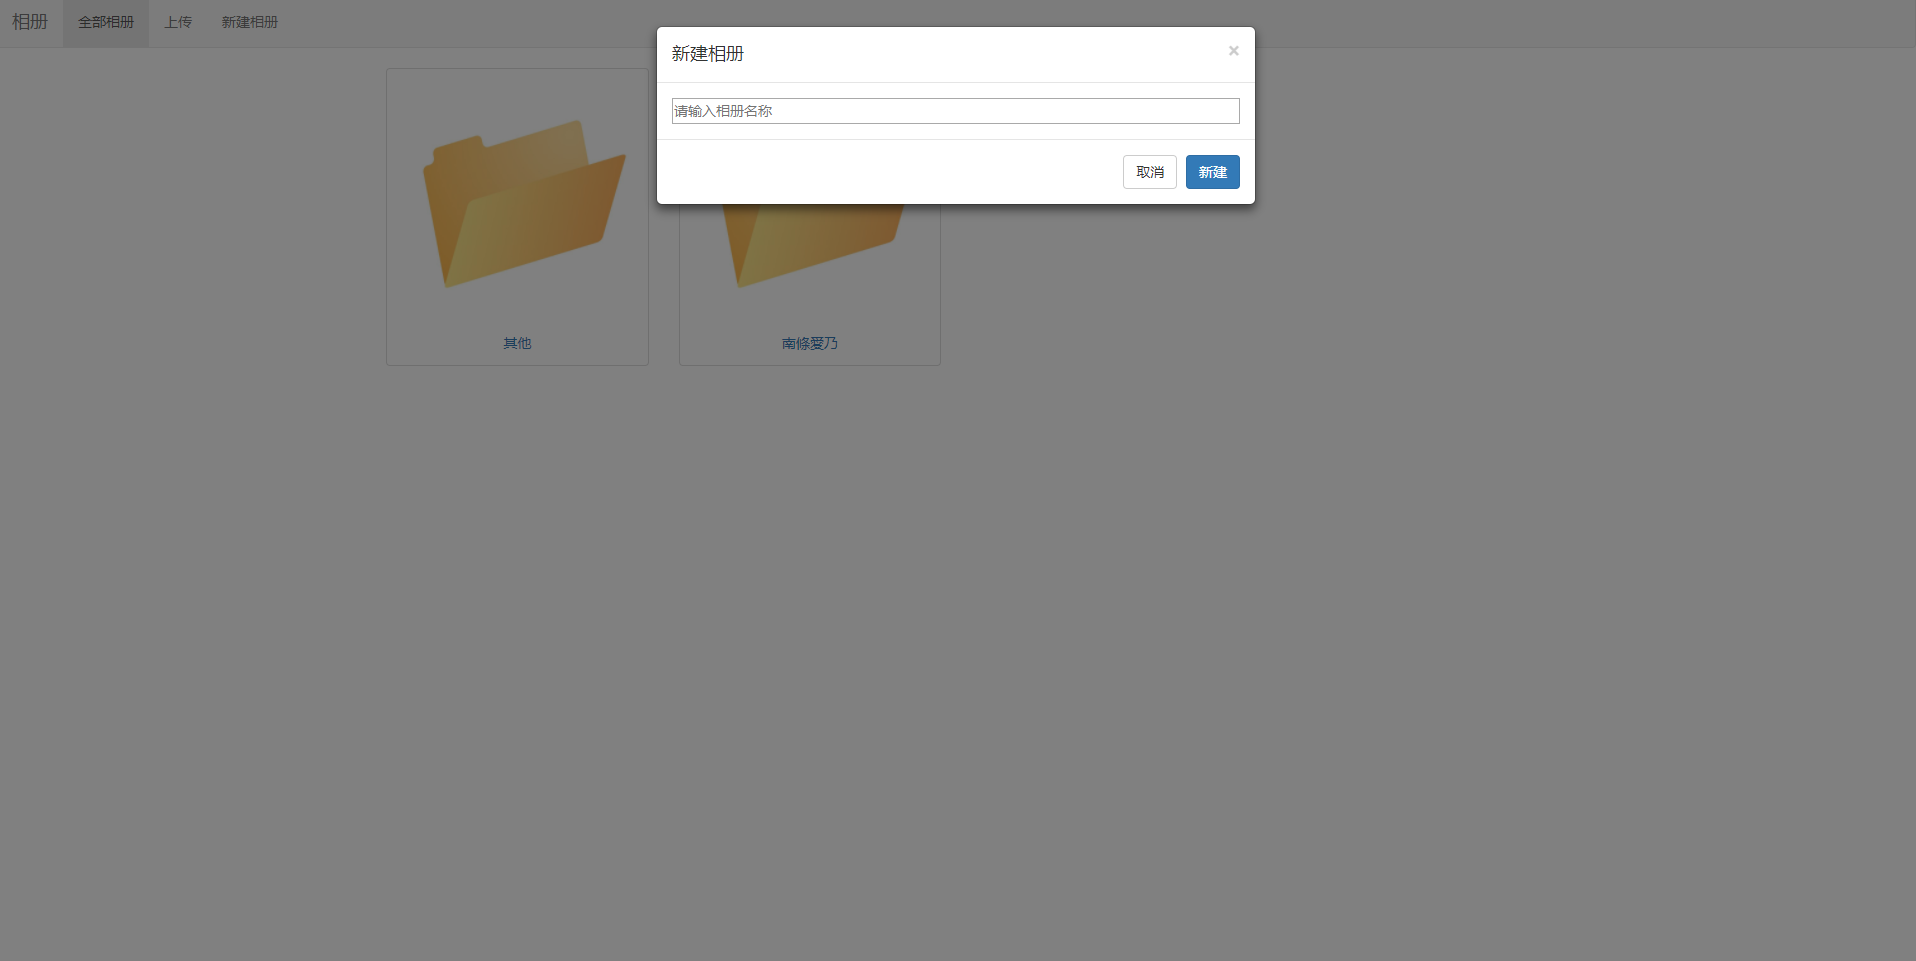 相册 全部相册 上传 新建相册
新建相册 ×
请输入相册名称
取消 新建
其他 南條愛乃